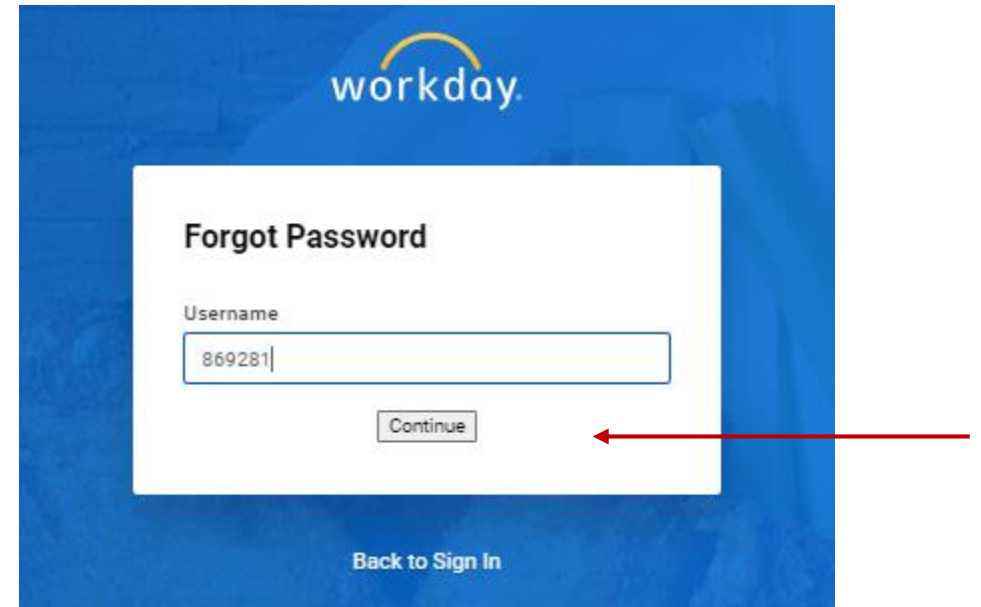 workday.
Forgot Password
Username
869281
Continue
Back to Sign In